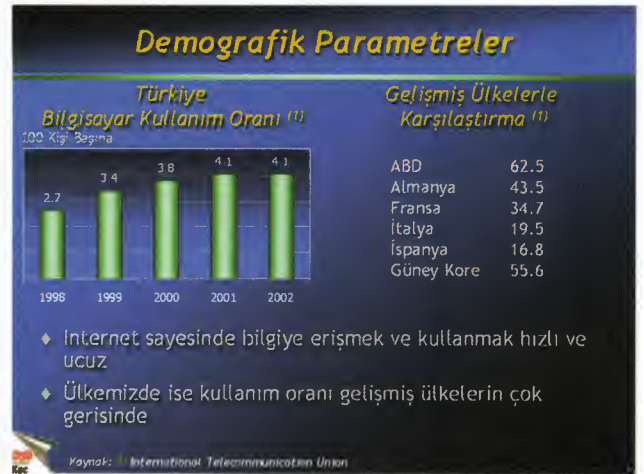 Demografik Parametreler
Türkiye
Bilgisayar Kullanım Oranı (1)
100 Kişi Başına
2.7
3.4
3.8
4.1
4.1
1998 1999 2000 2001 2002
Gelişmiş Ülkelerle
Karşılaştırma (1)
ABD 62.5
Almanya 43.5
Fransa 34.7
İtalya 19.5
İspanya 16.8
Güney Kore 55.6
♦ Internet sayesinde bilgiye erişmek ve kullanmak hızlı ve
ucuz
♦ Ülkemizde ise kullanım oranı gelişmiş ülkelerin çok
gerisinde
Koç
Kaynak: International Telecommunication Union